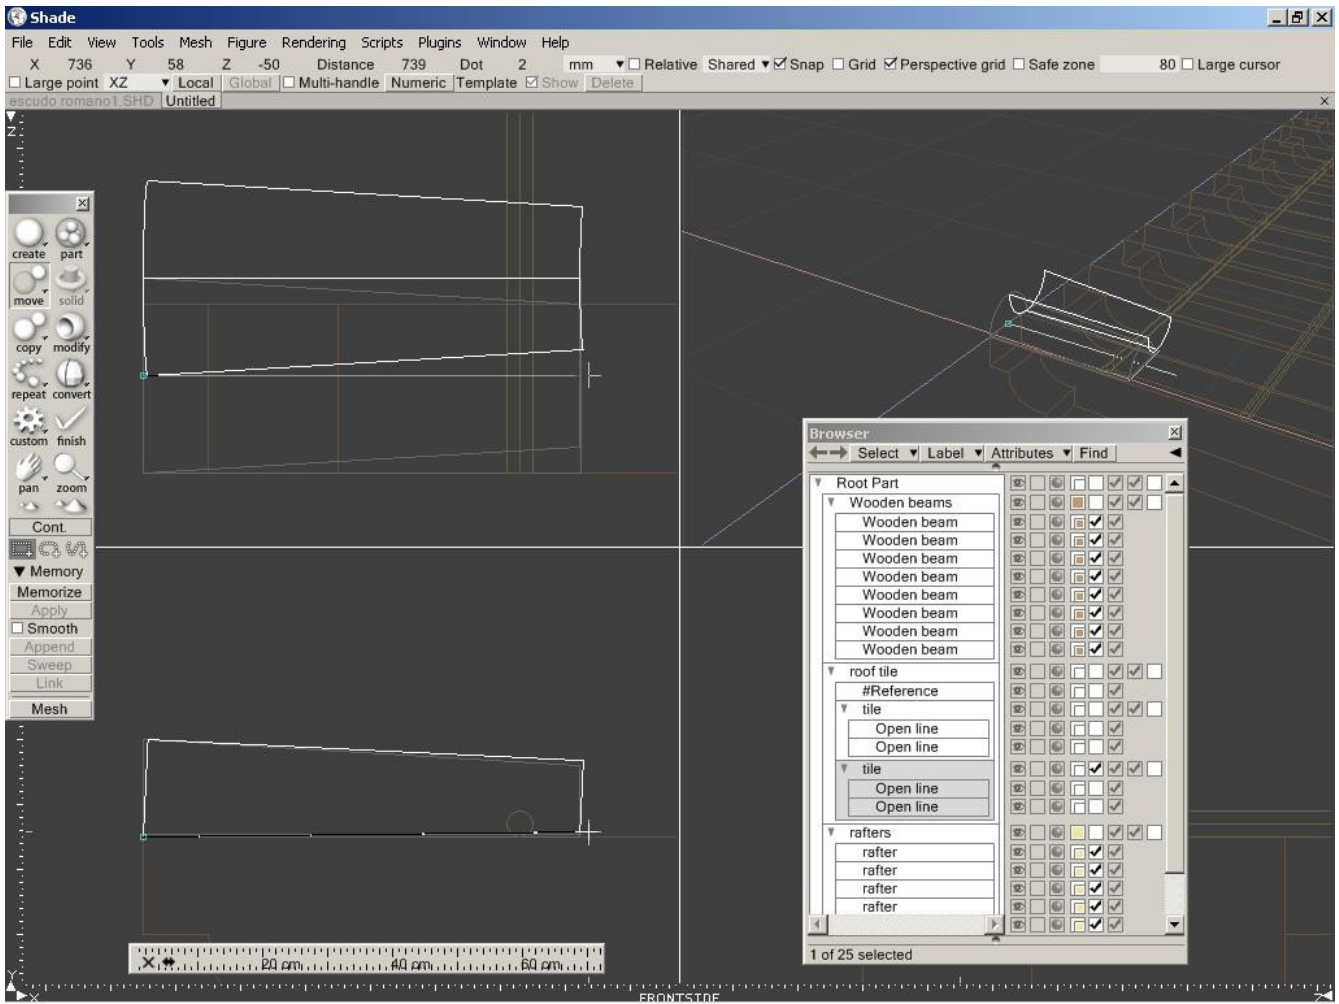 Shade
File Edit View Tools Mesh Figure Rendering Scripts Plugins Window Help
X 736 Y 58 Z -50 Distance 739 Dot 2 mm Relative Shared Snap Grid Perspective grid Safe zone 80 Large cursor
Large point XZ Local Global Multi-handle Numeric Template Show Delete
escudo romano1.SHD Untitled
Z
create part
move solid
copy modify
repeat convert
custom finish
pan zoom
Cont.
Memory
Memorize
Apply
Smooth
Append
Sweep
Link
Mesh
Browser
Select Label Attributes Find
Root Part
Wooden beams
Wooden beam
Wooden beam
Wooden beam
Wooden beam
Wooden beam
Wooden beam
Wooden beam
Wooden beam
roof tile
#Reference
tile
Open line
Open line
tile
Open line
Open line
rafters
rafter
rafter
rafter
rafter
1 of 25 selected
20 cm 40 cm 60 cm
Y
X FRONTSIDE Z